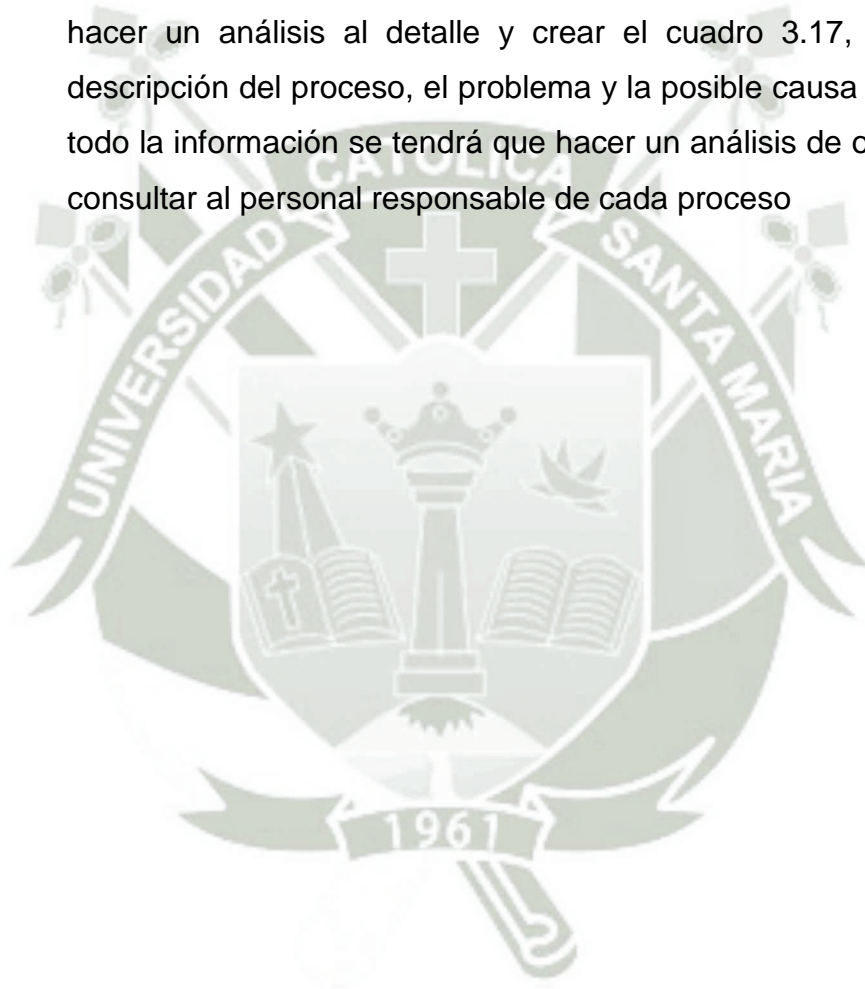 hacer un análisis al detalle y crear el cuadro 3.17,
descripción del proceso, el problema y la posible causa
todo la información se tendrá que hacer un análisis de
consultar al personal responsable de cada proceso
UNIVERSIDAD CATOLICA SANTA MARIA
1961